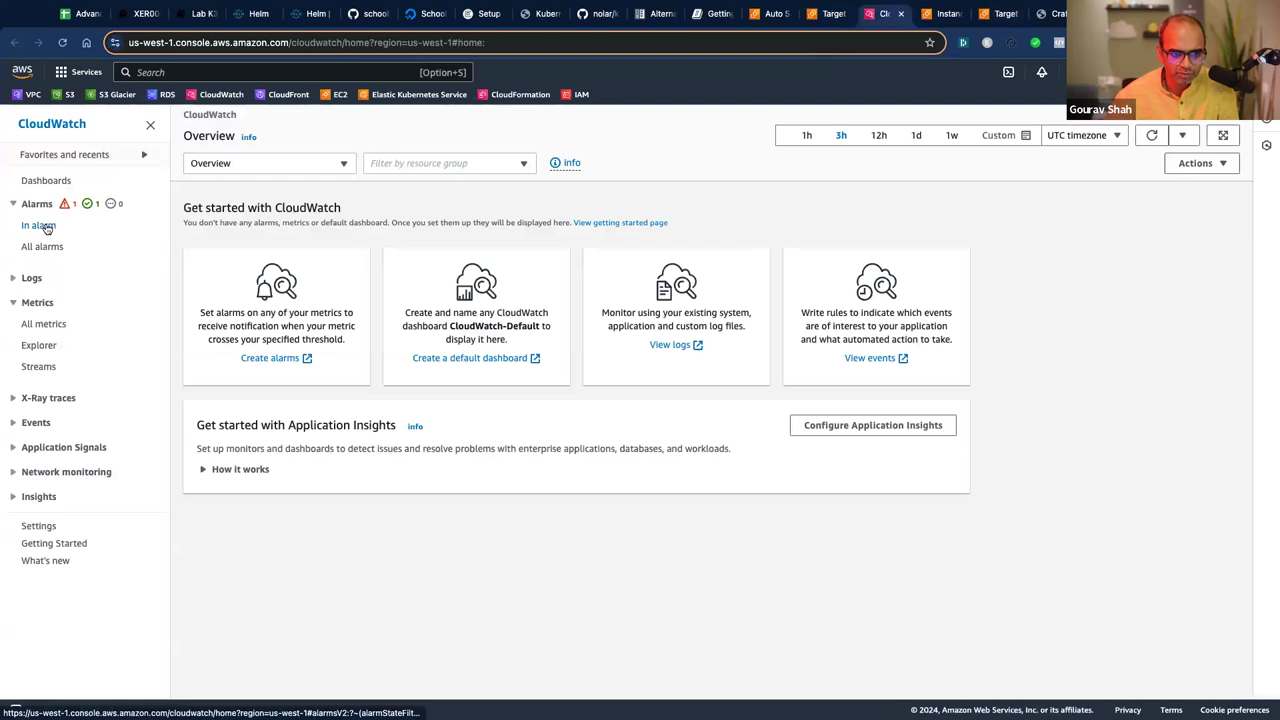 Advanc
XER00
Lab K3
Helm
Helm |
school
School
Setup
Kubern
nolar/k
Alterna
Getting
Auto S
Target
Cl
Instanc
Target
Craf
us-west-1.console.aws.amazon.com/cloudwatch/home?region=us-west-1#home:
aws
Services
Search
[Option+S]
VPC
S3
S3 Glacier
RDS
CloudWatch
CloudFront
EC2
Elastic Kubernetes Service
CloudFormation
IAM
Gourav Shah
CloudWatch
Favorites and recents
Dashboards
Alarms 1 1 0
In alarm
All alarms
Logs
Metrics
All metrics
Explorer
Streams
X-Ray traces
Events
Application Signals
Network monitoring
Insights
Settings
Getting Started
What's new
CloudWatch
Overview info
1h 3h 12h 1d 1w Custom UTC timezone
Overview
Filter by resource group
info
Actions
Get started with CloudWatch
You don't have any alarms, metrics or default dashboard. Once you set them up they will be displayed here. View getting started page
Set alarms on any of your metrics to
receive notification when your metric
crosses your specified threshold.
Create alarms
Create and name any CloudWatch
dashboard CloudWatch-Default to
display it here.
Create a default dashboard
Monitor using your existing system,
application and custom log files.
View logs
Write rules to indicate which events
are of interest to your application
and what automated action to take.
View events
Get started with Application Insights info
Configure Application Insights
Set up monitors and dashboards to detect issues and resolve problems with enterprise applications, databases, and workloads.
How it works
https://us-west-1.console.aws.amazon.com/cloudwatch/home?region=us-west-1#alarmsV2:?~(alarmStateFilt...
© 2024, Amazon Web Services, Inc. or its affiliates.
Privacy
Terms
Cookie preferences